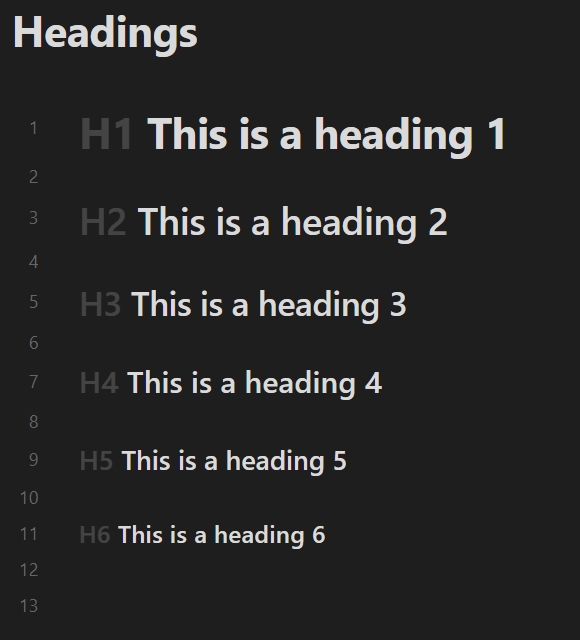 Headings
1 H1 This is a heading 1
2
3 H2 This is a heading 2
4
5 H3 This is a heading 3
6
7 H4 This is a heading 4
8
9 H5 This is a heading 5
10
11 H6 This is a heading 6
12
13